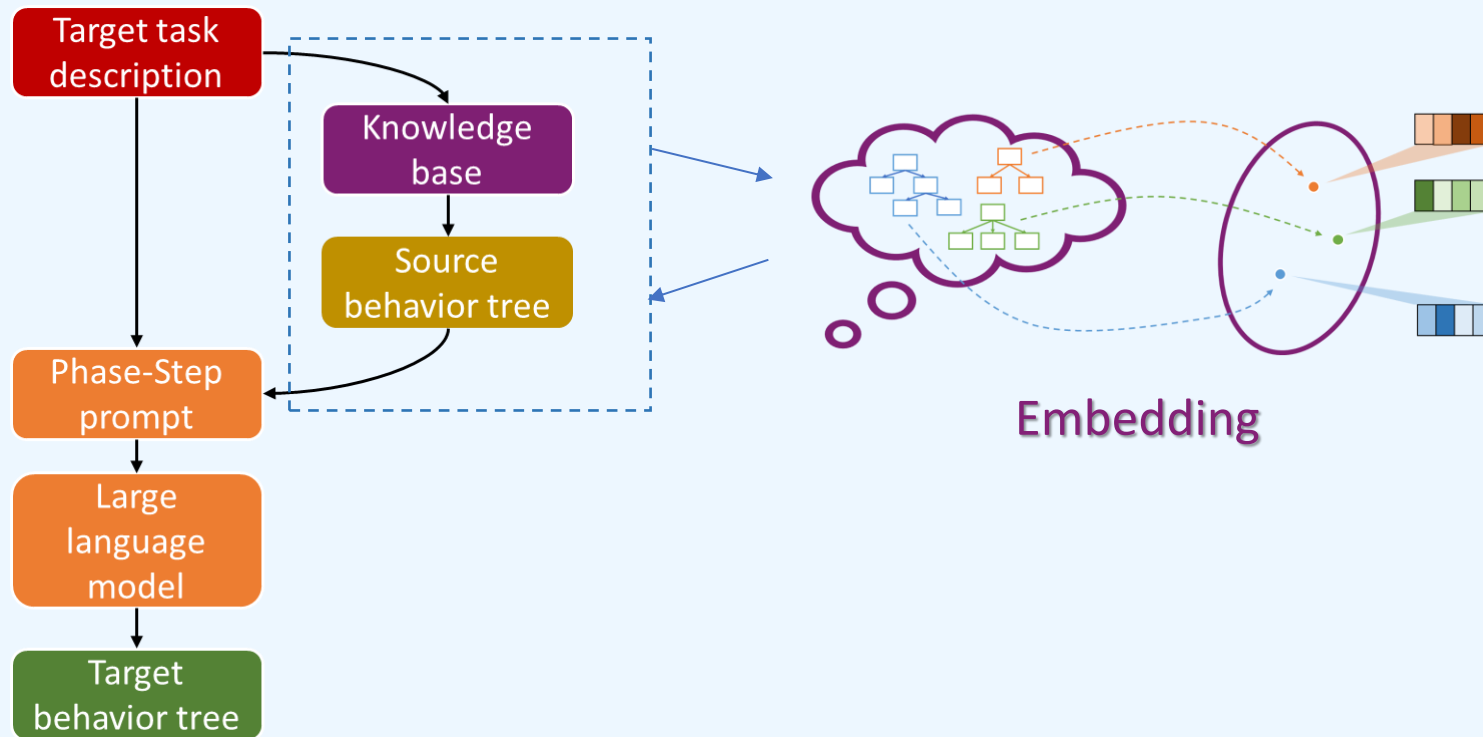 Target task
description
Knowledge
base
Source
behavior tree
Phase-Step
prompt
Large
language
model
Target
behavior tree
Embedding